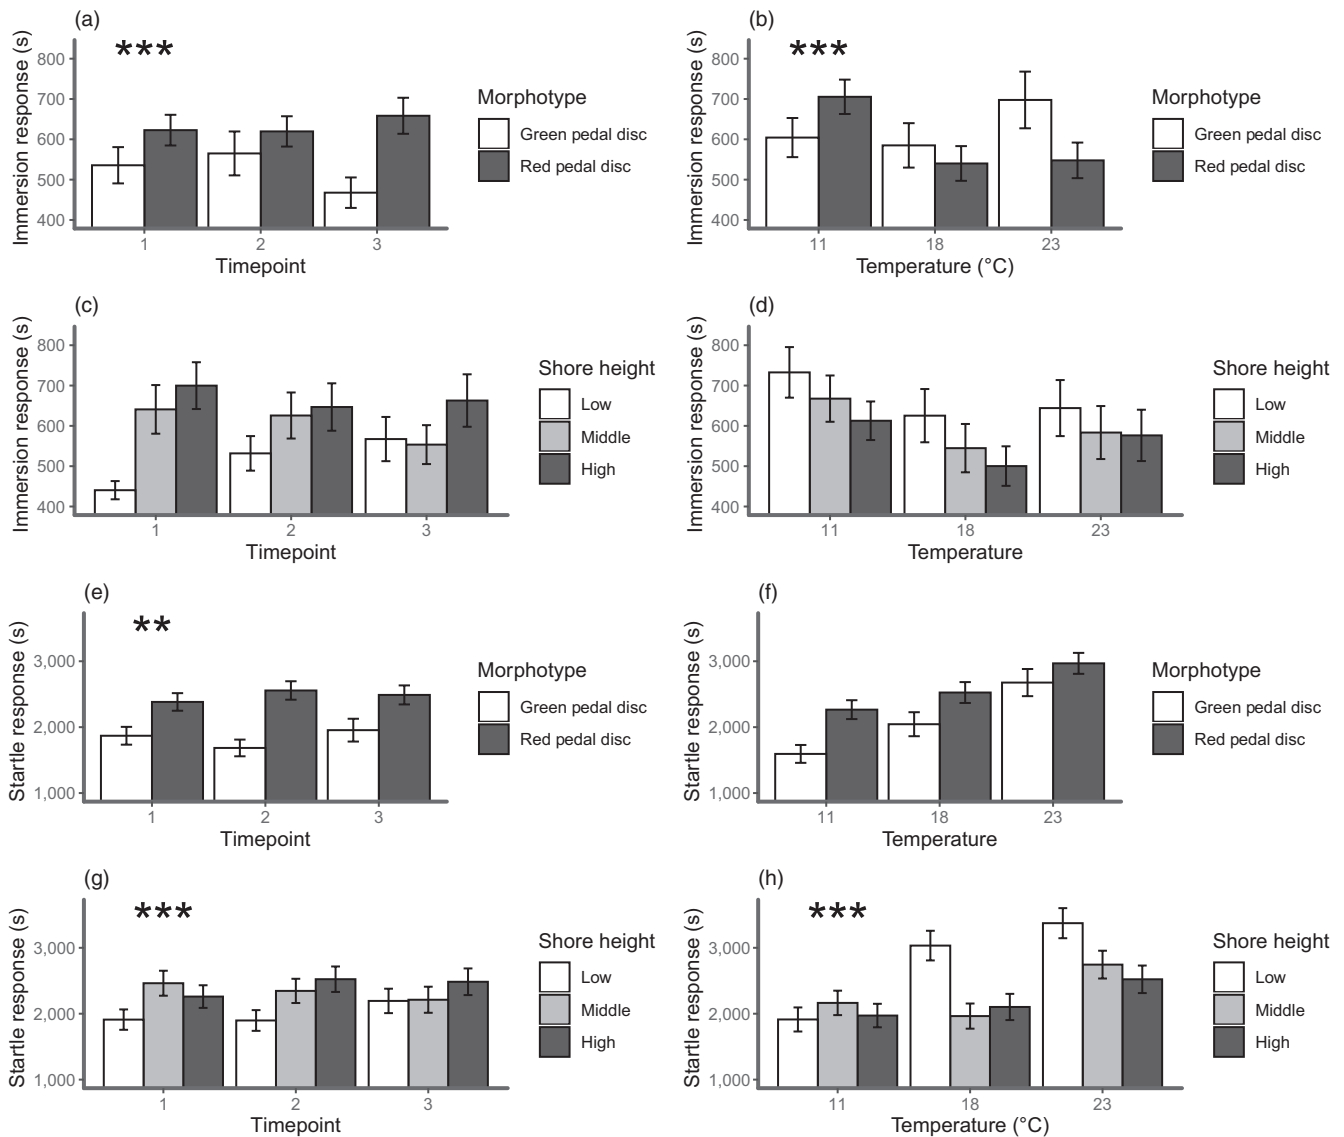 (a)
***
Immersion response (s)
800
700
600
500
400
1 2 3
Timepoint
Morphotype
Green pedal disc
Red pedal disc
(b)
***
Immersion response (s)
800
700
600
500
400
11 18 23
Temperature (°C)
Morphotype
Green pedal disc
Red pedal disc
(c)
Immersion response (s)
800
700
600
500
400
1 2 3
Timepoint
Shore height
Low
Middle
High
(d)
Immersion response (s)
800
700
600
500
400
11 18 23
Temperature
Shore height
Low
Middle
High
(e)
**
Startle response (s)
3,000
2,000
1,000
1 2 3
Timepoint
Morphotype
Green pedal disc
Red pedal disc
(f)
Startle response (s)
3,000
2,000
1,000
11 18 23
Temperature
Morphotype
Green pedal disc
Red pedal disc
(g)
***
Startle response (s)
3,000
2,000
1,000
1 2 3
Timepoint
Shore height
Low
Middle
High
(h)
***
Startle response (s)
3,000
2,000
1,000
11 18 23
Temperature (°C)
Shore height
Low
Middle
High